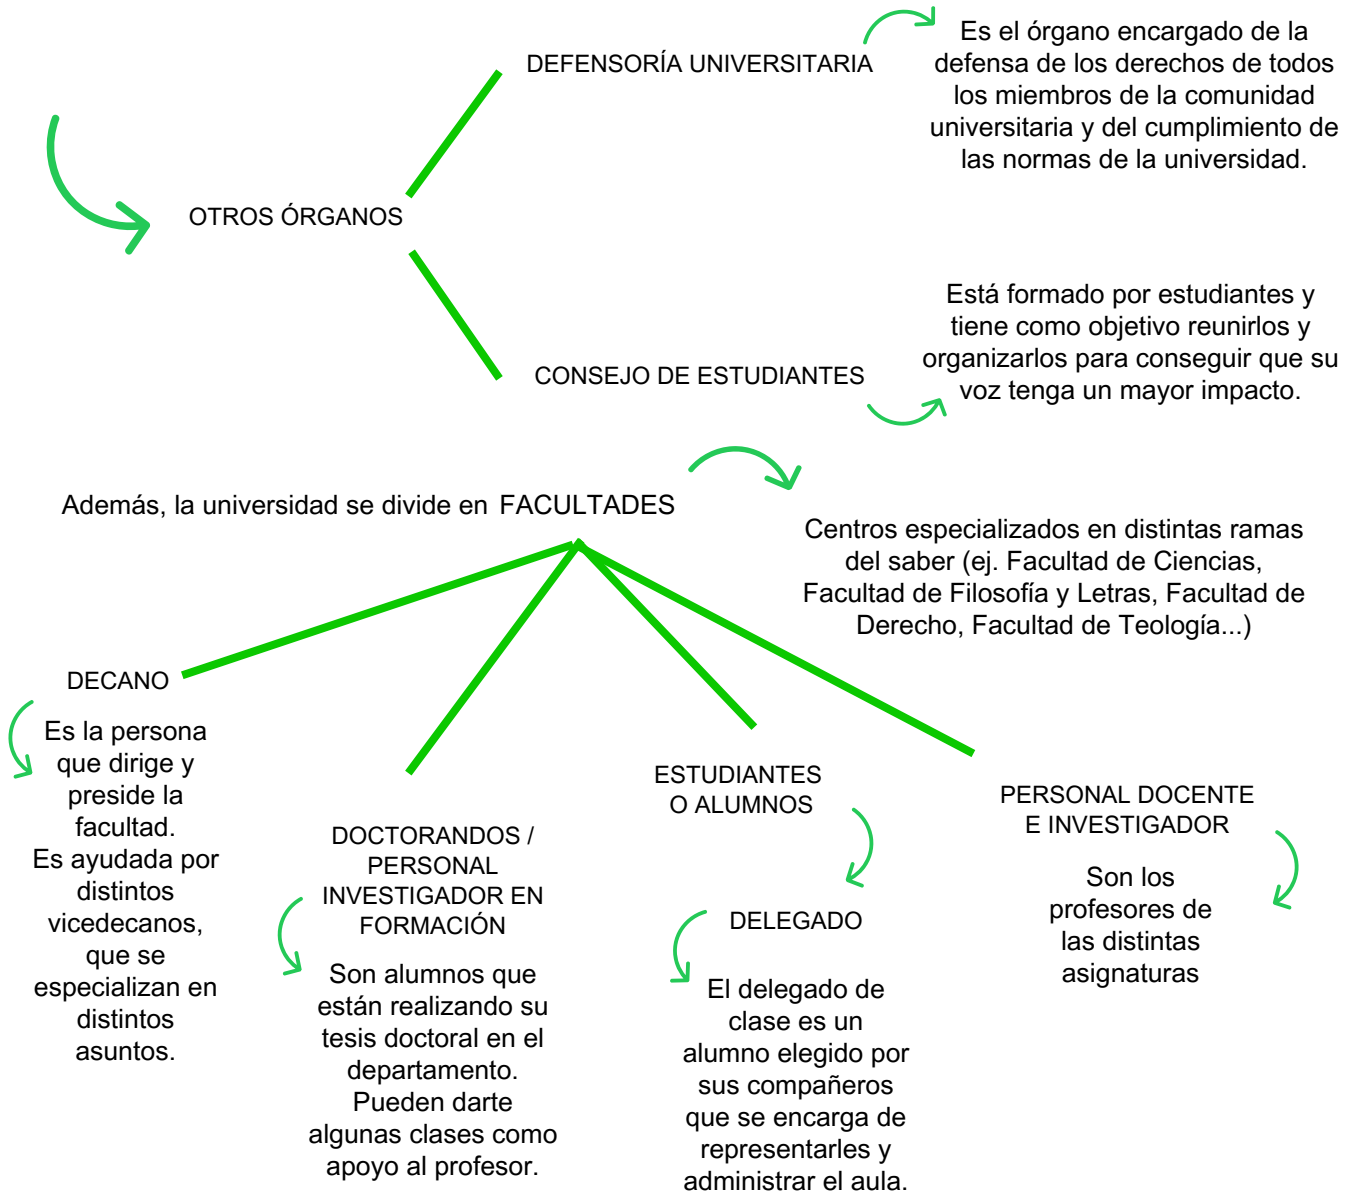 DEFENSORÍA UNIVERSITARIA
Es el órgano encargado de la
defensa de los derechos de todos
los miembros de la comunidad
universitaria y del cumplimiento de
las normas de la universidad.
OTROS ÓRGANOS
CONSEJO DE ESTUDIANTES
Está formado por estudiantes y
tiene como objetivo reunirlos y
organizarlos para conseguir que su
voz tenga un mayor impacto.
Además, la universidad se divide en FACULTADES
Centros especializados en distintas ramas
del saber (ej. Facultad de Ciencias,
Facultad de Filosofía y Letras, Facultad de
Derecho, Facultad de Teología...)
DECANO
Es la persona
que dirige y
preside la
facultad.
Es ayudada por
distintos
vicedecanos,
que se
especializan en
distintos
asuntos.
DOCTORANDOS /
PERSONAL
INVESTIGADOR EN
FORMACIÓN
Son alumnos que
están realizando su
tesis doctoral en el
departamento.
Pueden darte
algunas clases como
apoyo al profesor.
ESTUDIANTES
O ALUMNOS
DELEGADO
El delegado de
clase es un
alumno elegido por
sus compañeros
que se encarga de
representarles y
administrar el aula.
PERSONAL DOCENTE
E INVESTIGADOR
Son los
profesores de
las distintas
asignaturas